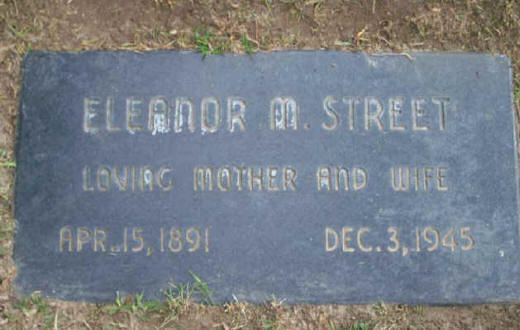 ELEANOR M. STREET
LOVING MOTHER AND WIFE
APR. 15, 1891 DEC. 3, 1945